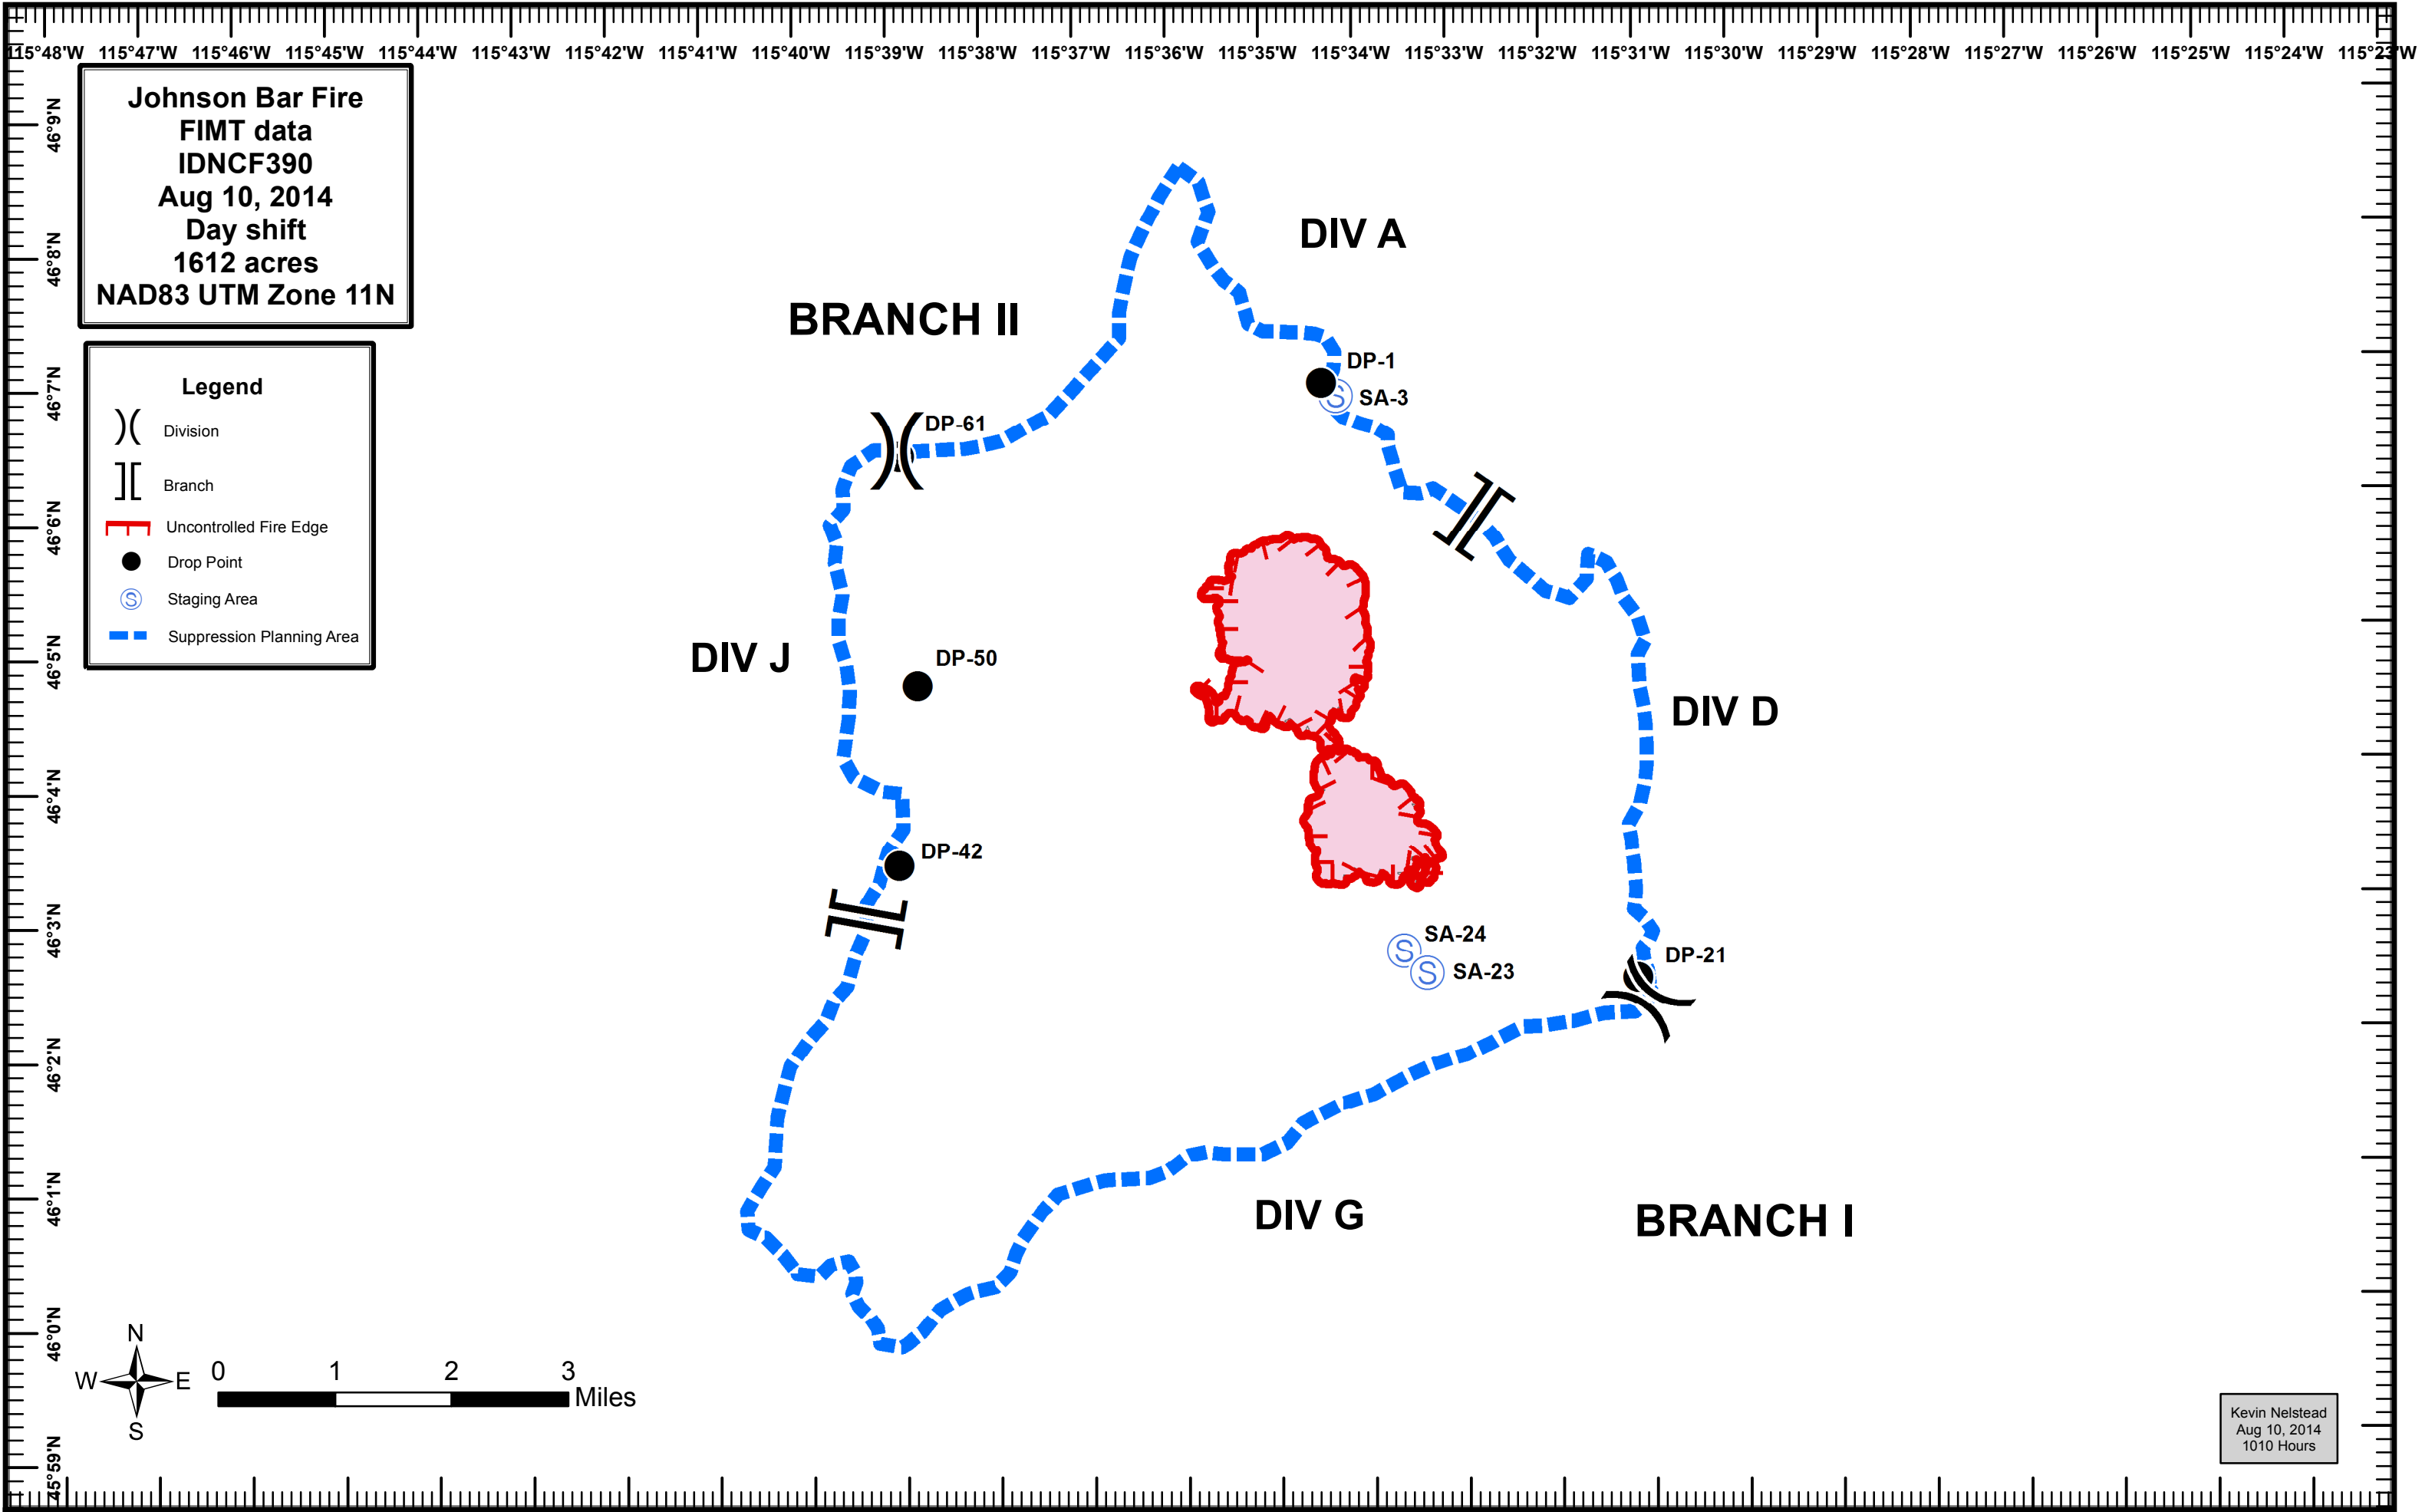 115°48'W 115°47'W 115°46'W 115°45'W 115°44'W 115°43'W 115°42'W 115°41'W 115°40'W 115°39'W 115°38'W 115°37'W 115°36'W 115°35'W 115°34'W 115°33'W 115°32'W 115°31'W 115°30'W 115°29'W 115°28'W 115°27'W 115°26'W 115°25'W 115°24'W 115°23'W
Johnson Bar Fire
FIMT data
IDNCF390
Aug 10, 2014
Day shift
1612 acres
NAD83 UTM Zone 11N
Legend
)( Division
][ Branch
Uncontrolled Fire Edge
Drop Point
S Staging Area
Suppression Planning Area
46°9'N
46°8'N
46°7'N
46°6'N
46°5'N
46°4'N
46°3'N
46°2'N
46°1'N
46°0'N
45°59'N
DIV A
BRANCH II
DP-1
S SA-3
DP-61
DIV J
DP-50
DIV D
DP-42
S SA-24
S SA-23
DP-21
DIV G
BRANCH I
N
W E
S
0 1 2 3
Miles
Kevin Nelstead
Aug 10, 2014
1010 Hours